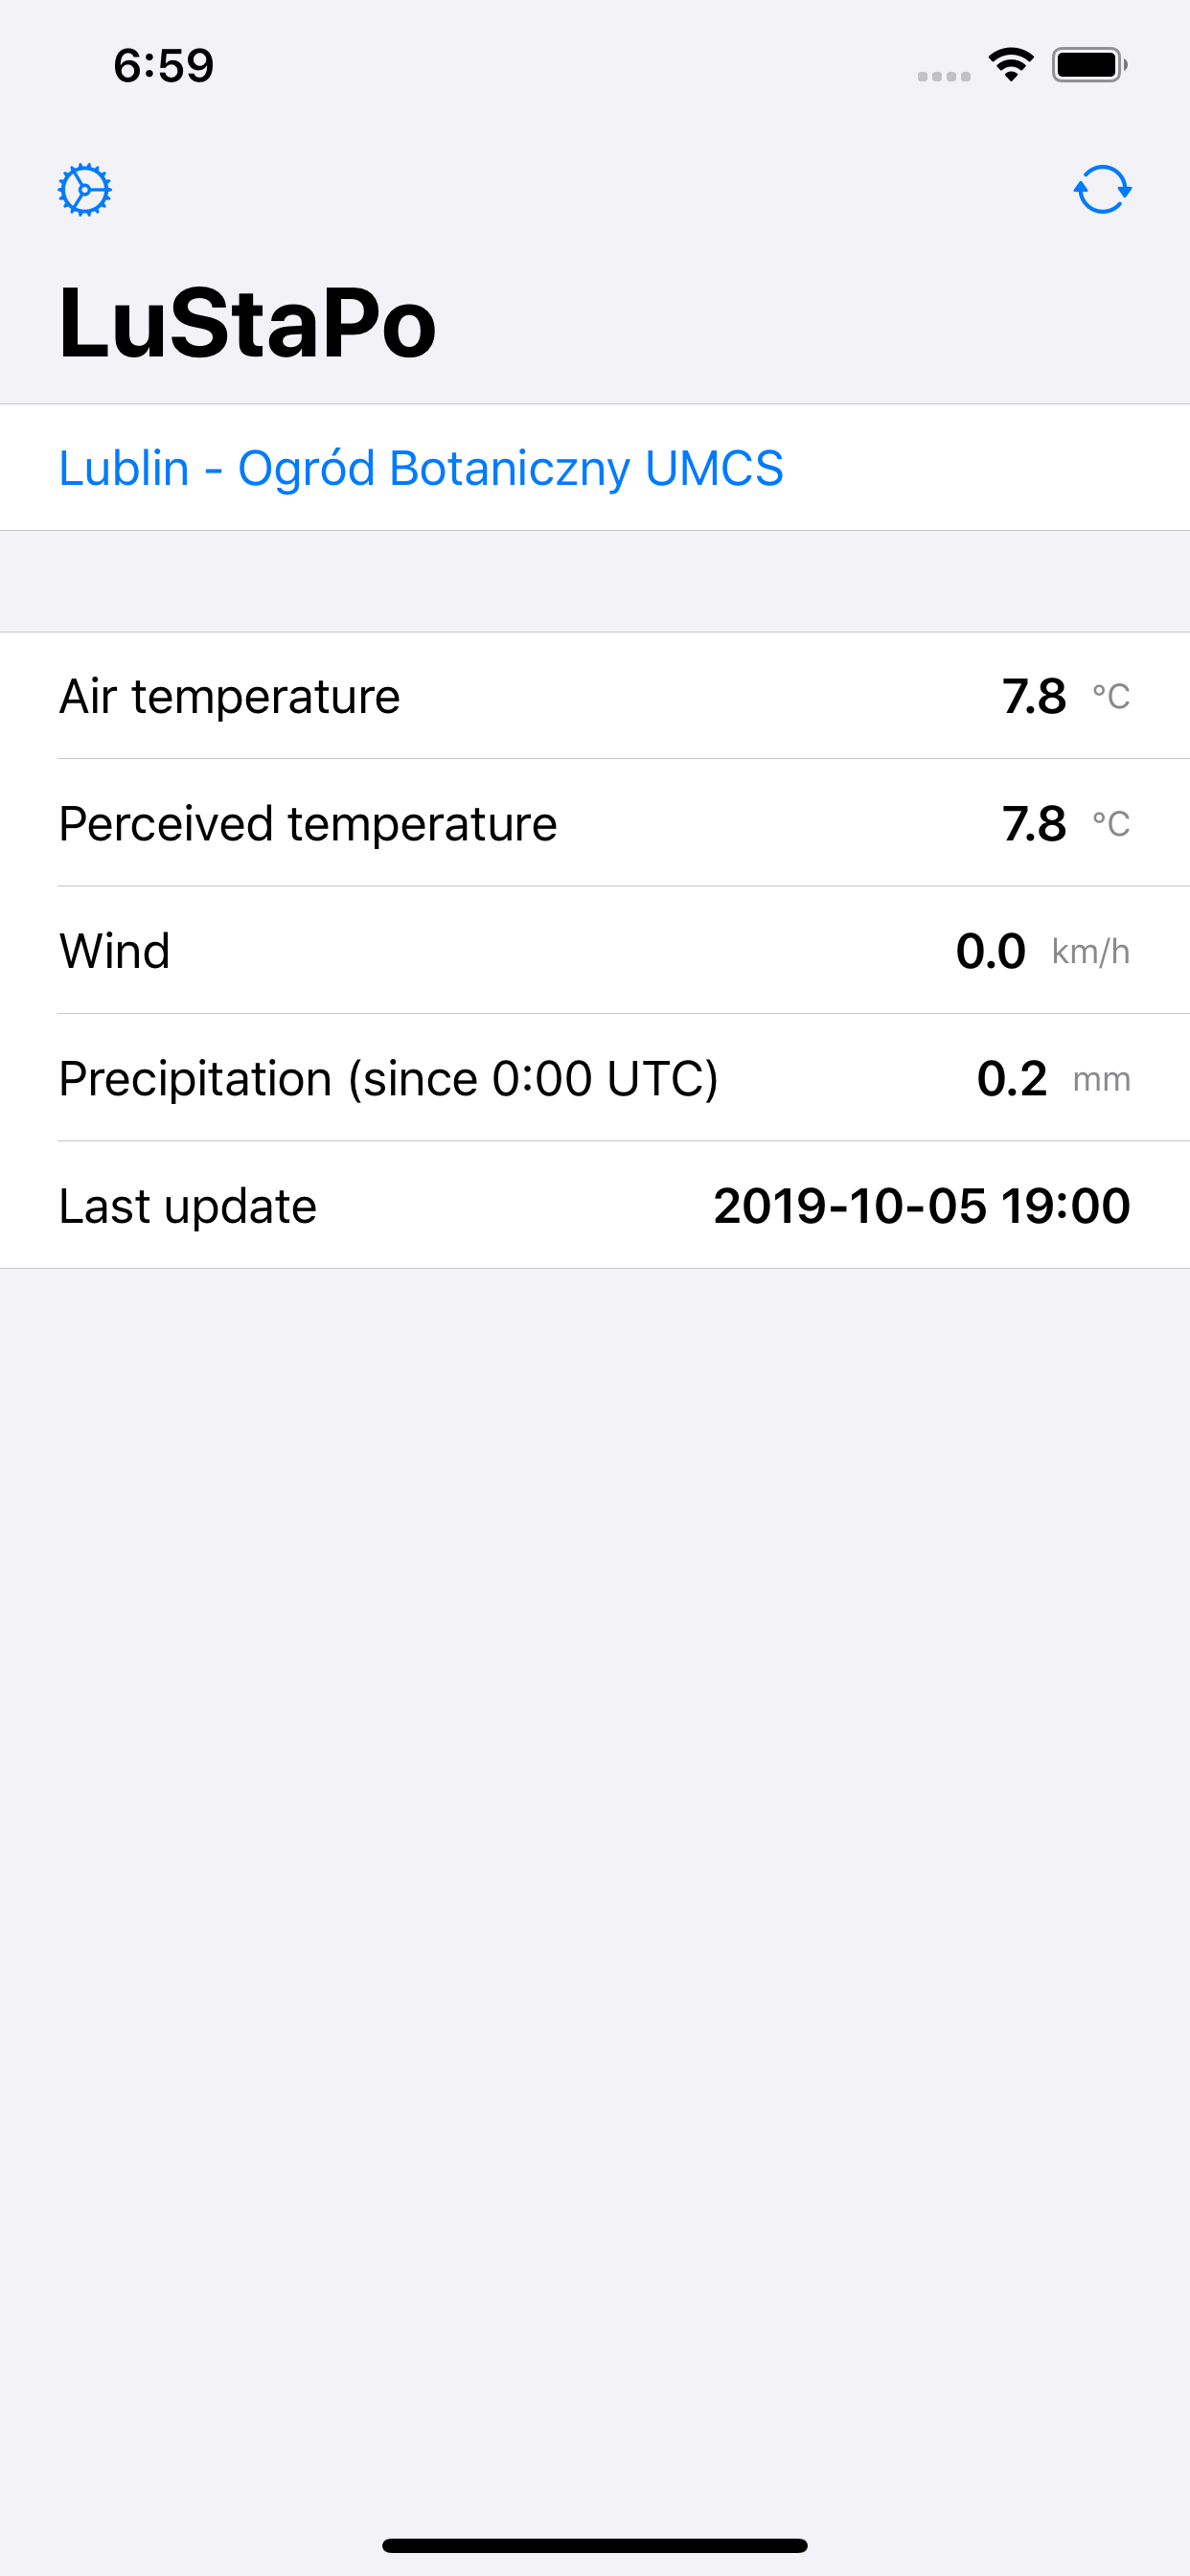 6:59
LuStaPo
Lublin - Ogród Botaniczny UMCS
Air temperature 7.8 °C
Perceived temperature 7.8 °C
Wind 0.0 km/h
Precipitation (since 0:00 UTC) 0.2 mm
Last update 2019-10-05 19:00